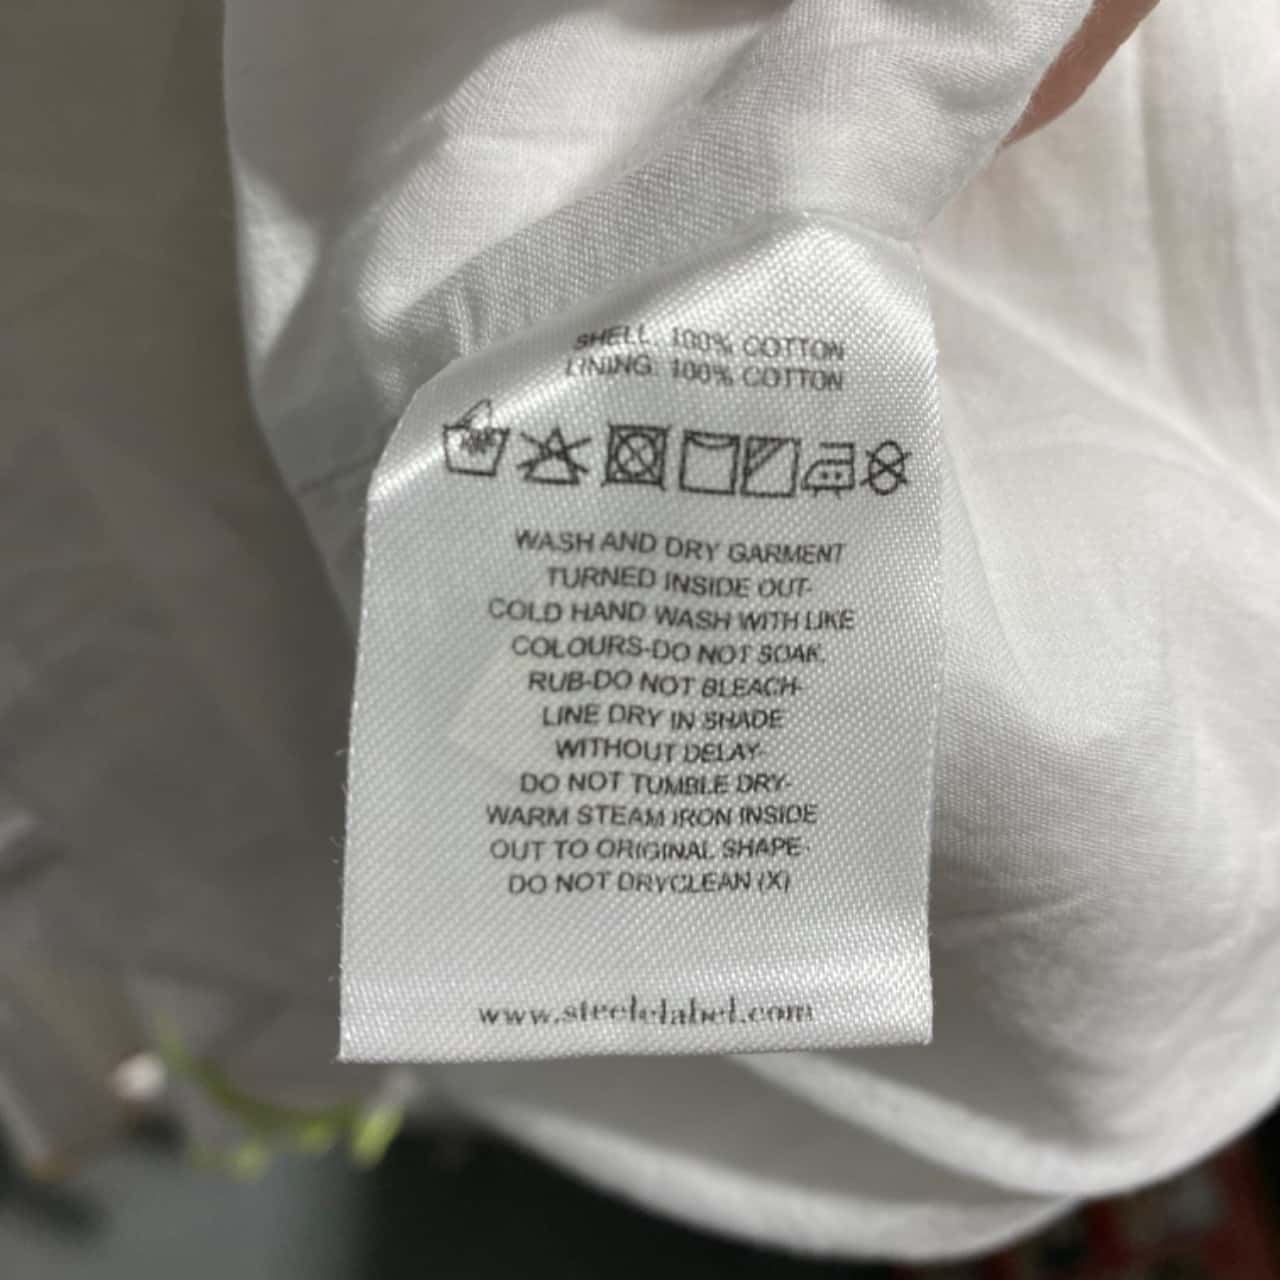 SHELL: 100% COTTON
LINING: 100% COTTON
WASH AND DRY GARMENT
TURNED INSIDE OUT-
COLD HAND WASH WITH LIKE
COLOURS-DO NOT SOAK,
RUB-DO NOT BLEACH-
LINE DRY IN SHADE
WITHOUT DELAY-
DO NOT TUMBLE DRY-
WARM STEAM IRON INSIDE
OUT TO ORIGINAL SHAPE-
DO NOT DRYCLEAN (X)
www.steelelabel.com